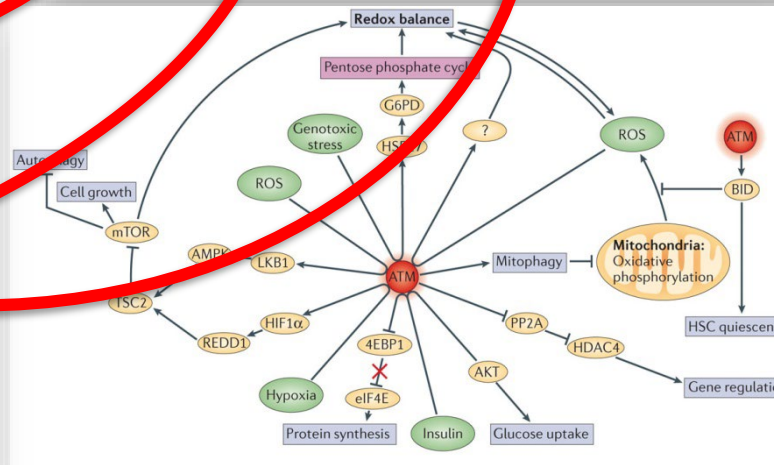 Redox balance
Pentose phosphate cycle
G6PD
Genotoxic
stress
?
ROS
ATM
Autophagy
ROS
BID
Cell growth
mTOR
Mitochondria:
Oxidative
phosphorylation
AMPK
LKB1
ATM
Mitophagy
TSC2
HIF1α
PP2A
HSC quiescen
REDD1
4EBP1
HDAC4
AKT
Gene regulatio
Hypoxia
eIF4E
Protein synthesis
Insulin
Glucose uptake